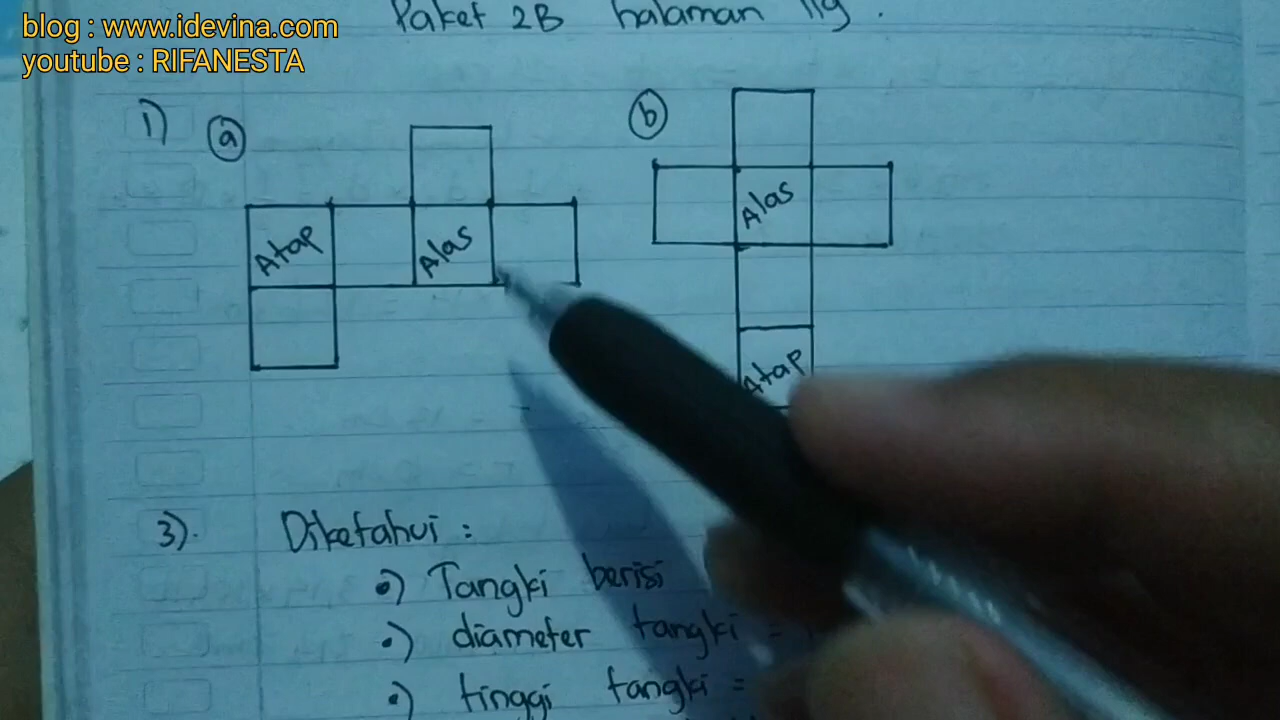 blog : www.idevina.com
youtube : RIFANESTA
Paket 2B halaman 119.
1) a b
Alas
Atap Alas
Atap
3). Diketahui :
•) Tangki berisi
•) diameter tangki =
•) tinggi tangki =